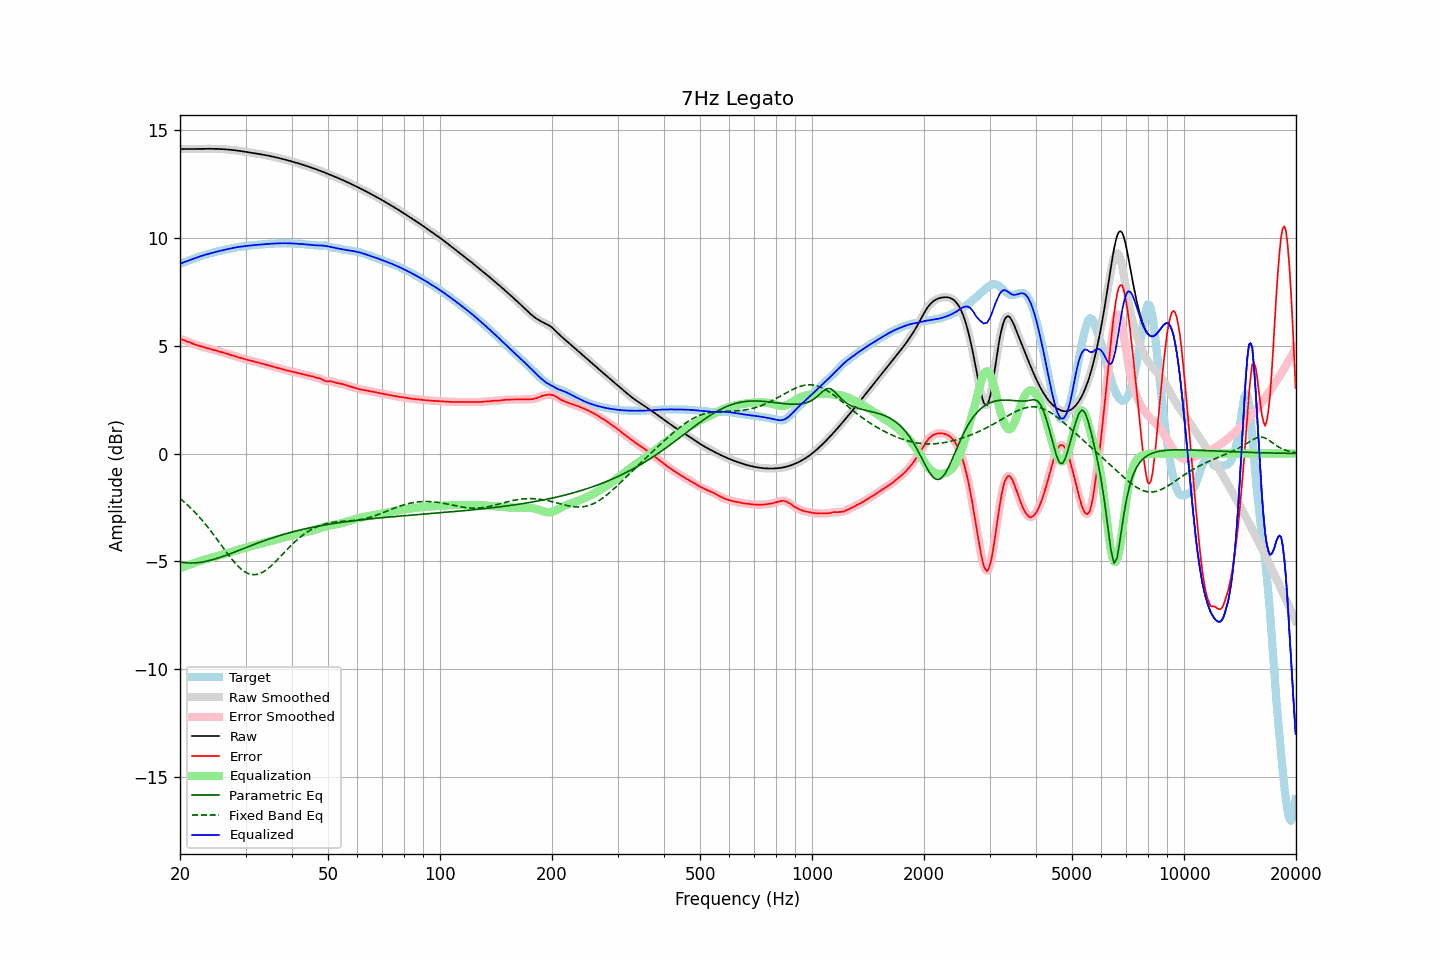 7Hz Legato
15
10
5
0
−5
−10
−15
Amplitude (dBr)
Target
Raw Smoothed
Error Smoothed
Raw
Error
Equalization
Parametric Eq
Fixed Band Eq
Equalized
20
50
100
200
500
1000
2000
5000
10000
20000
Frequency (Hz)